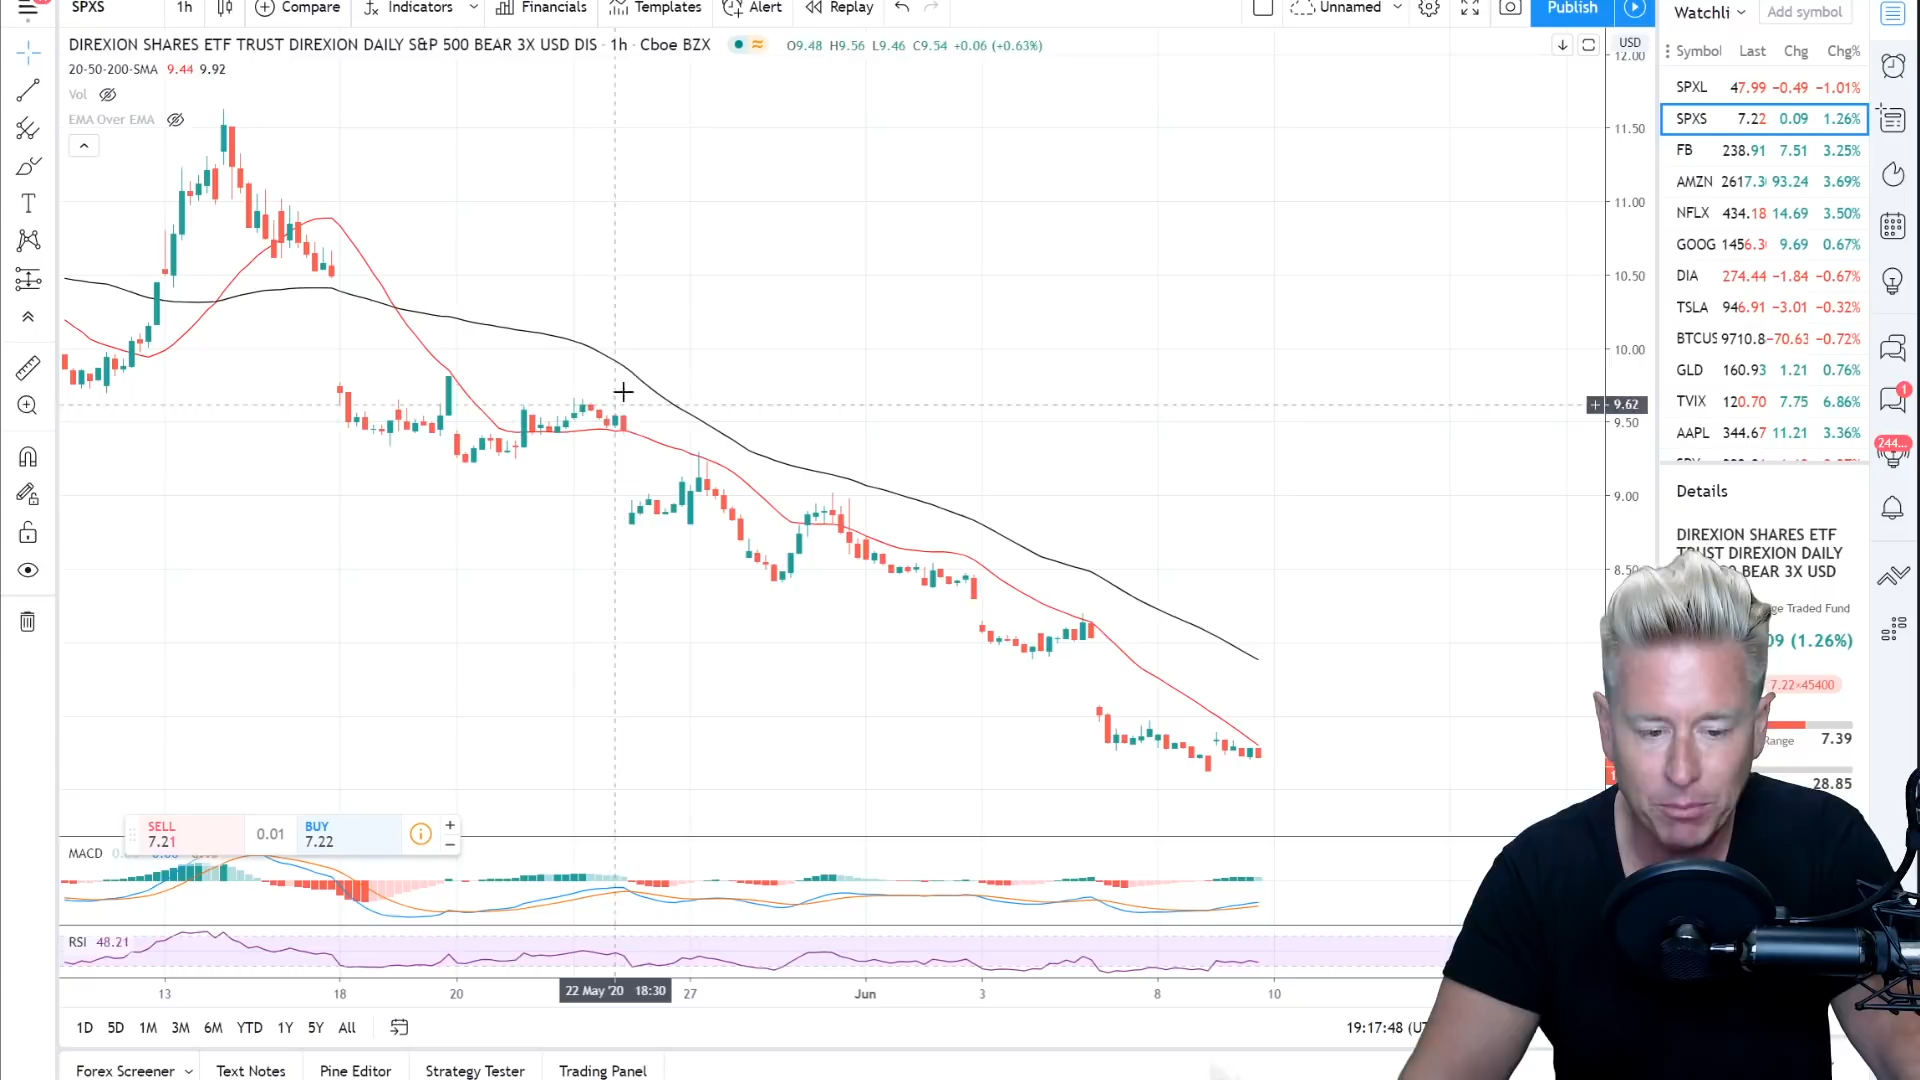 SPXS 1h Compare Indicators Financials Templates Alert Replay Unnamed Publish
DIREXION SHARES ETF TRUST DIREXION DAILY S&P 500 BEAR 3X USD DIS · 1h · Cboe BZX O9.48 H9.56 L9.46 C9.54 +0.06 (+0.63%)
20-50-200-SMA 9.44 9.92
Vol
EMA Over EMA
USD
12.00
11.50
11.00
10.50
10.00
9.62
9.50
9.00
8.50
SELL
7.21
0.01
BUY
7.22
MACD
RSI 48.21
13 18 20 22 May '20 18:30 27 Jun 3 8 10
1D 5D 1M 3M 6M YTD 1Y 5Y All
19:17:48
Forex Screener Text Notes Pine Editor Strategy Tester Trading Panel
Watchli Add symbol
Symbol Last Chg Chg%
SPXL 47.99 −0.49 −1.01%
SPXS 7.22 0.09 1.26%
FB 238.91 7.51 3.25%
AMZN 2617.3 93.24 3.69%
NFLX 434.18 14.69 3.50%
GOOG 1456.3 9.69 0.67%
DIA 274.44 −1.84 −0.67%
TSLA 946.91 −3.01 −0.32%
BTCUS 9710.8 −70.63 −0.72%
GLD 160.93 1.21 0.76%
TVIX 120.70 7.75 6.86%
AAPL 344.67 11.21 3.36%
1
244...
Details
DIREXION SHARES ETF
TRUST DIREXION DAILY
BEAR 3X USD
Traded Fund
09 (1.26%)
7.22×45400
Range 7.39
28.85